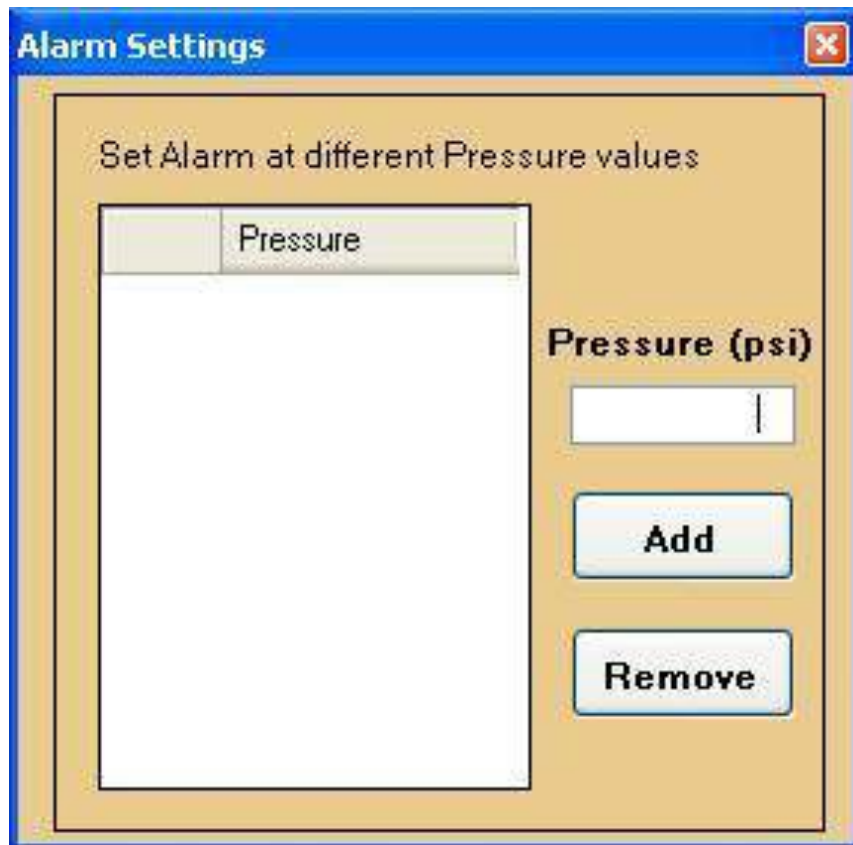 Alarm Settings
Set Alarm at different Pressure values
Pressure
Pressure (psi)
Add
Remove